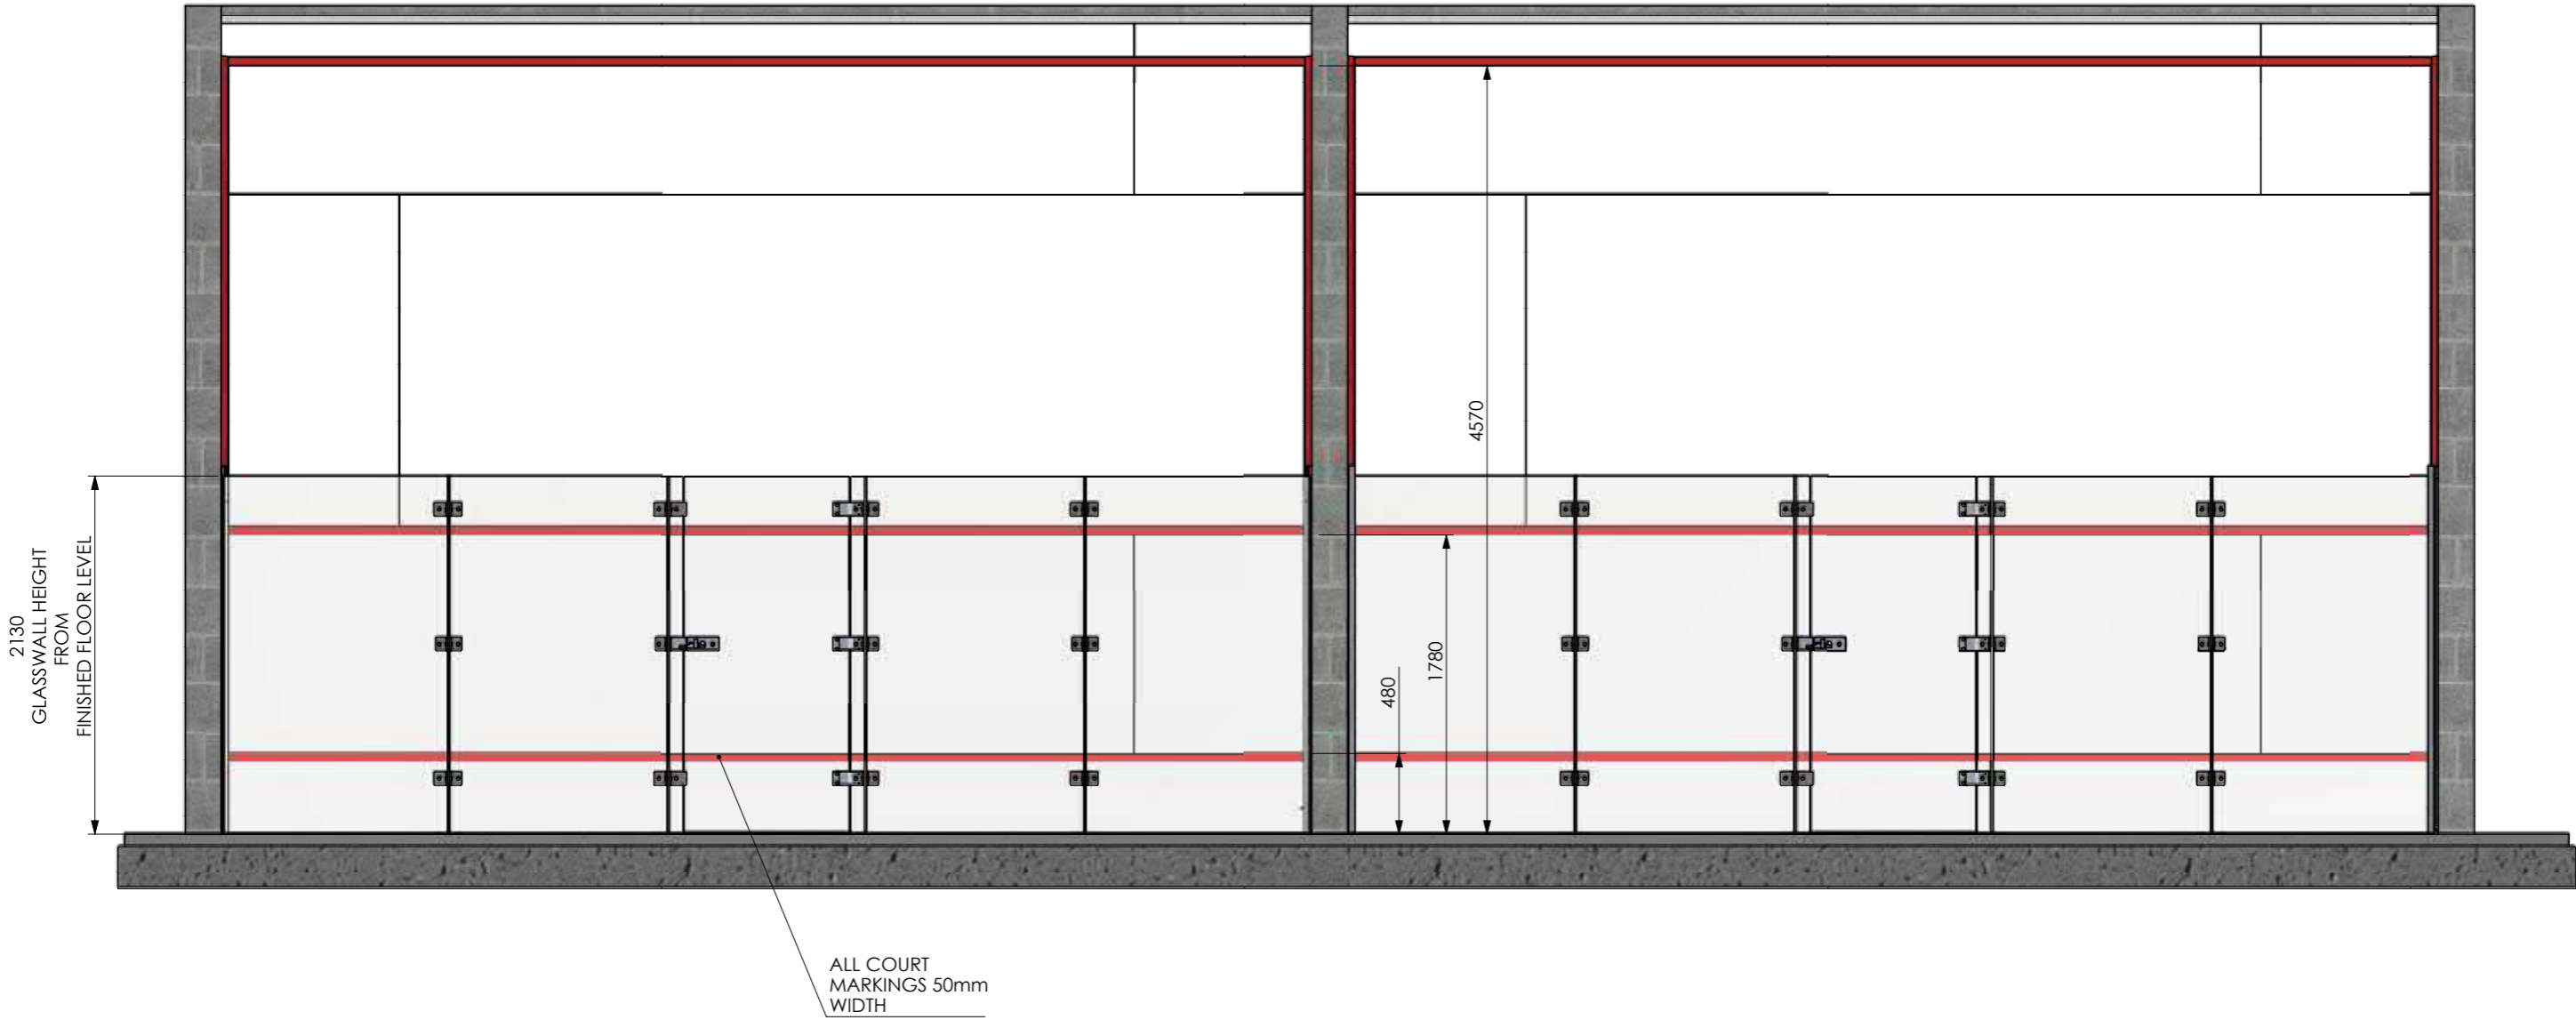 2130
GLASSWALL HEIGHT
FROM
FINISHED FLOOR LEVEL
4570
1780
480
ALL COURT
MARKINGS 50mm
WIDTH